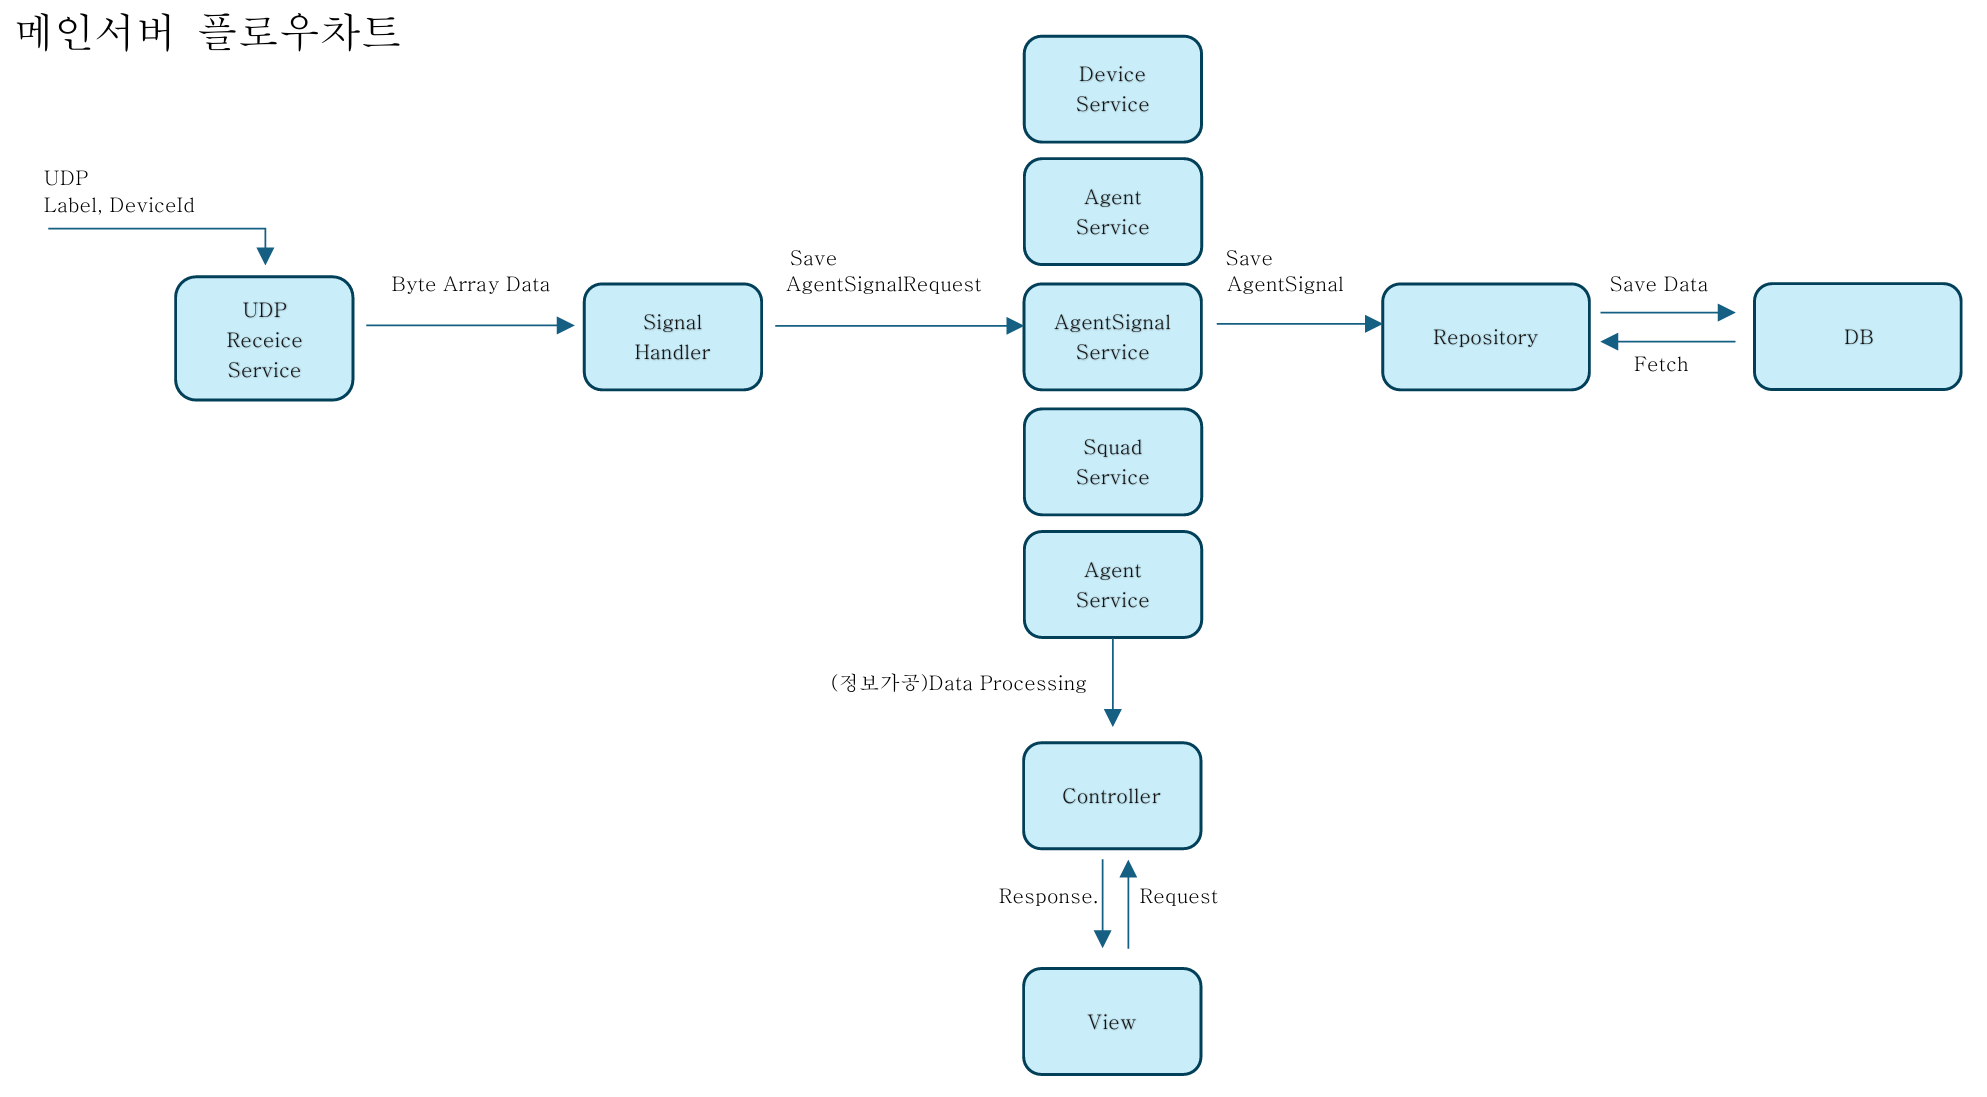 메인서버 플로우차트
Device
Service
Agent
Service
UDP
Label, DeviceId
UDP
Receice
Service
Byte Array Data
Signal
Handler
Save
AgentSignalRequest
AgentSignal
Service
Save
AgentSignal
Repository
Save Data
Fetch
DB
Squad
Service
Agent
Service
(정보가공)Data Processing
Controller
Response.
Request
View